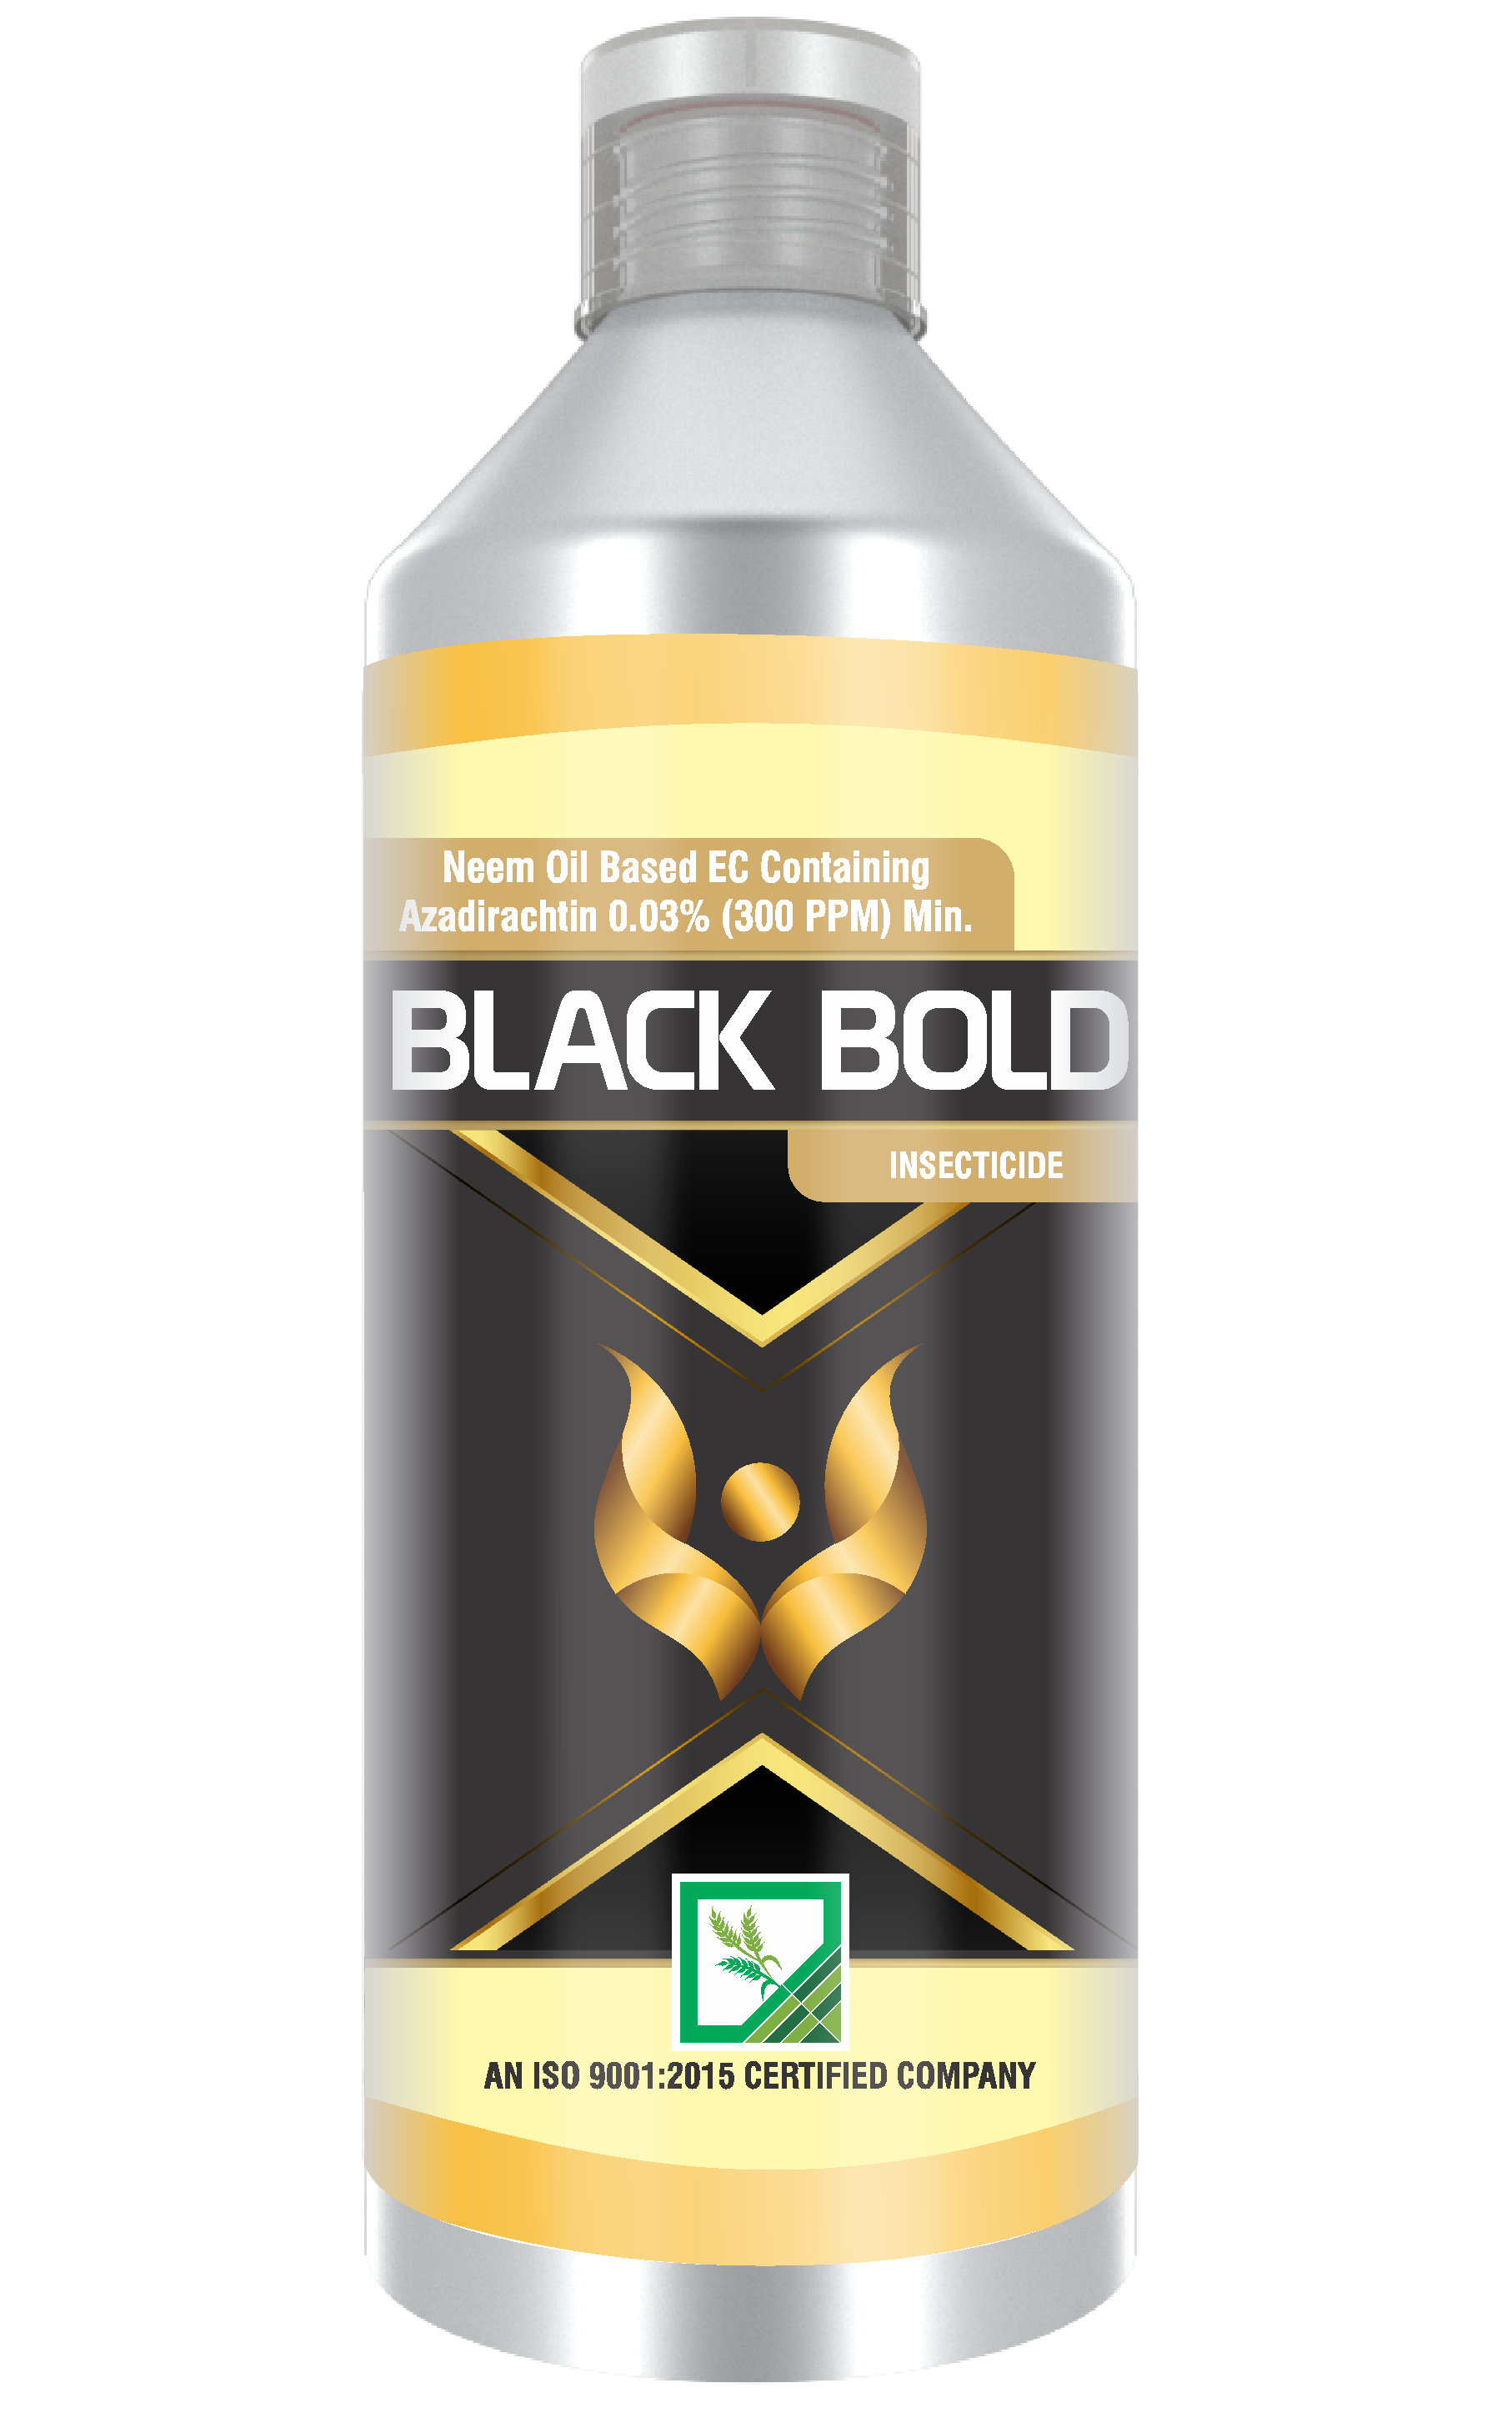 Neem Oil Based EC Containing
Azadirachtin 0.03% (300 PPM) Min.
BLACK BOLD
INSECTICIDE
AN ISO 9001:2015 CERTIFIED COMPANY